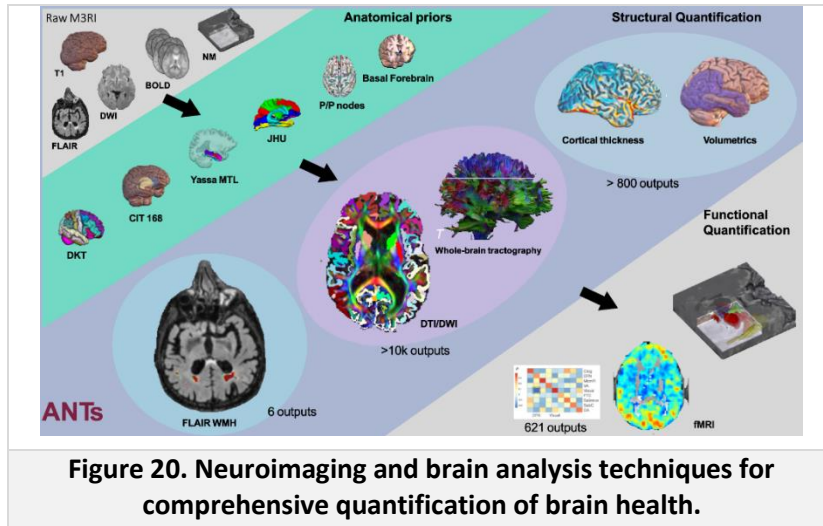 Raw M3RI
Anatomical priors
Structural Quantification
NM
BOLD
T1
DWI
FLAIR
Basal Forebrain
P/P nodes
JHU
Yassa MTL
CIT 168
DKT
Cortical thickness
Volumetrics
> 800 outputs
Functional
Quantification
T
Whole-brain tractography
DTI/DWI
>10k outputs
FLAIR WMH
6 outputs
ANTs
621 outputs
fMRI
Figure 20. Neuroimaging and brain analysis techniques for
comprehensive quantification of brain health.